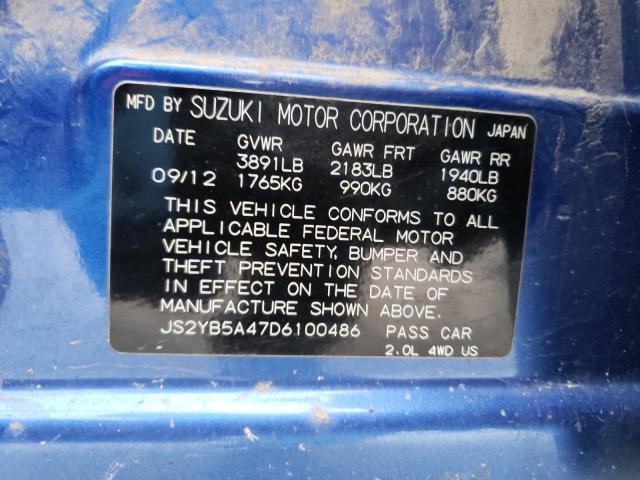 MFD BY SUZUKI MOTOR CORPORATION JAPAN
DATE GVWR GAWR FRT GAWR RR
3891LB 2183LB 1940LB
09/12 1765KG 990KG 880KG
THIS VEHICLE CONFORMS TO ALL
APPLICABLE FEDERAL MOTOR
VEHICLE SAFETY, BUMPER AND
THEFT PREVENTION STANDARDS
IN EFFECT ON THE DATE OF
MANUFACTURE SHOWN ABOVE.
JS2YB5A47D6100486 PASS CAR
2.0L 4WD US